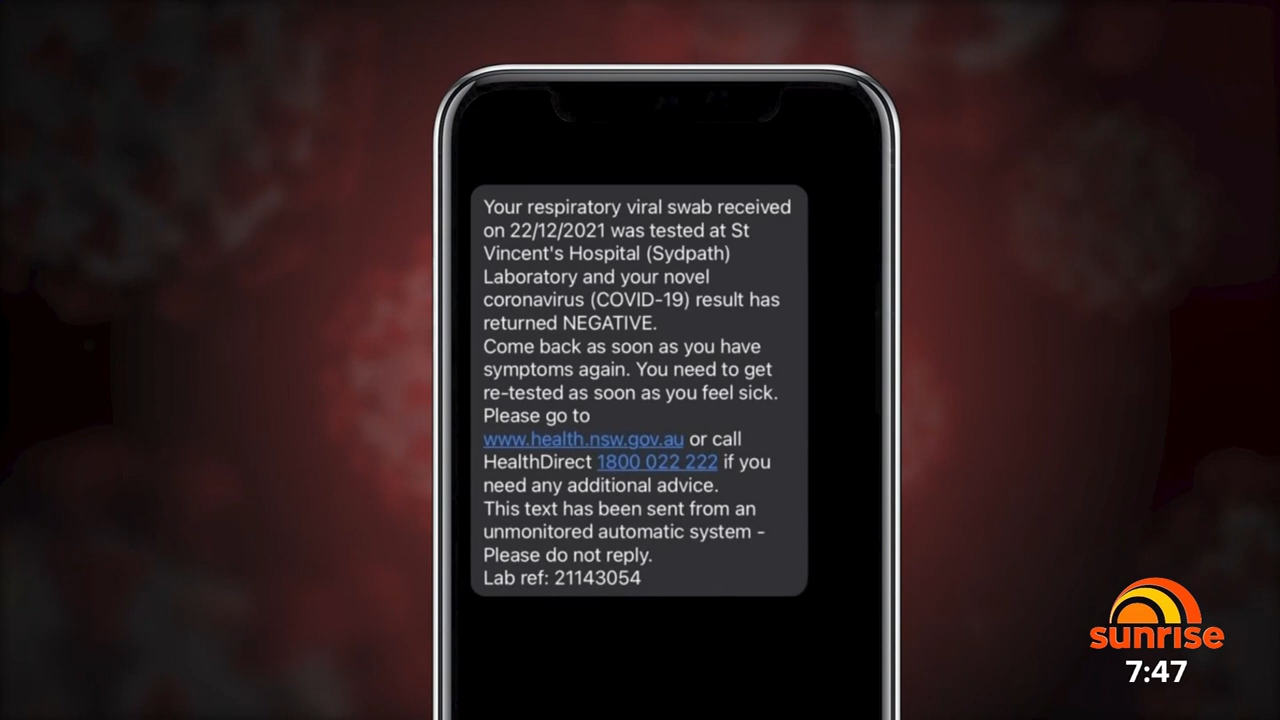 Your respiratory viral swab received
on 22/12/2021 was tested at St
Vincent's Hospital (Sydpath)
Laboratory and your novel
coronavirus (COVID-19) result has
returned NEGATIVE.
Come back as soon as you have
symptoms again. You need to get
re-tested as soon as you feel sick.
Please go to
www.health.nsw.gov.au or call
HealthDirect 1800 022 222 if you
need any additional advice.
This text has been sent from an
unmonitored automatic system -
Please do not reply.
Lab ref: 21143054
sunrise
7:47